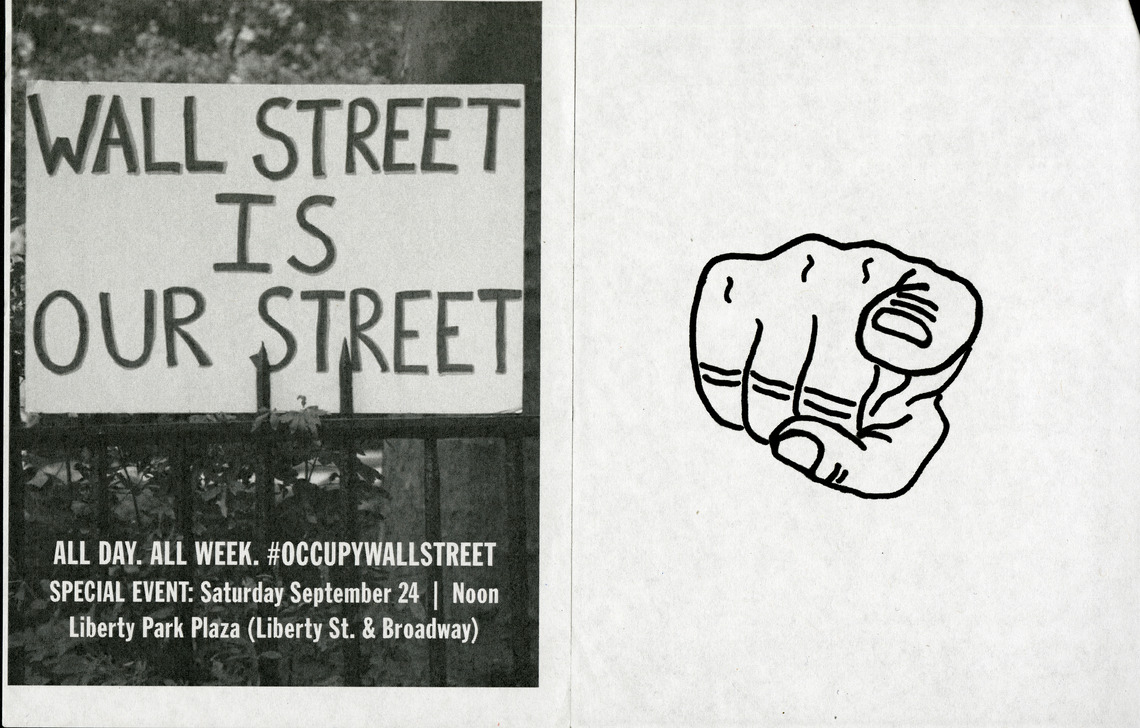 WALL STREET
IS
OUR STREET
ALL DAY. ALL WEEK. #OCCUPYWALLSTREET
SPECIAL EVENT: Saturday September 24 | Noon
Liberty Park Plaza (Liberty St. & Broadway)